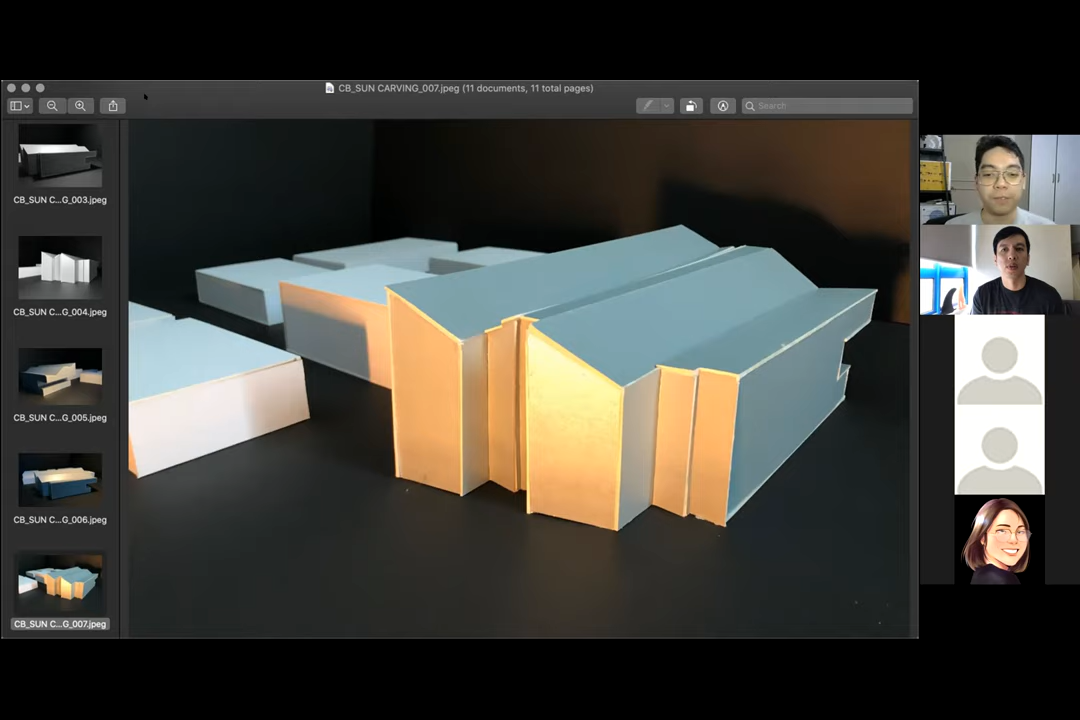 CB_SUN CARVING_007.jpeg (11 documents, 11 total pages)
Search
CB_SUN C...G_003.jpeg
CB_SUN C...G_004.jpeg
CB_SUN C...G_005.jpeg
CB_SUN C...G_006.jpeg
CB_SUN C...G_007.jpeg